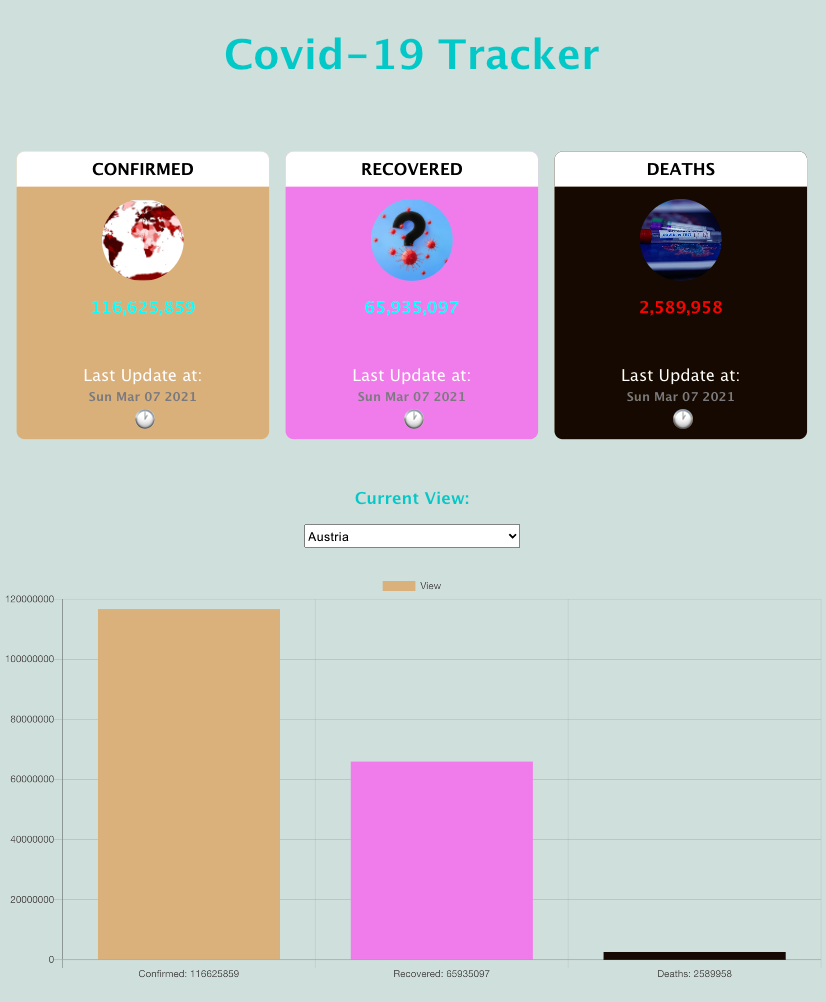 Covid-19 Tracker
CONFIRMED
RECOVERED
DEATHS
116,625,859
65,935,097
2,589,958
Last Update at:
Last Update at:
Last Update at:
Sun Mar 07 2021
Sun Mar 07 2021
Sun Mar 07 2021
Current View:
Austria
View
120000000
100000000
80000000
60000000
40000000
20000000
0
Confirmed: 116625859
Recovered: 65935097
Deaths: 2589958